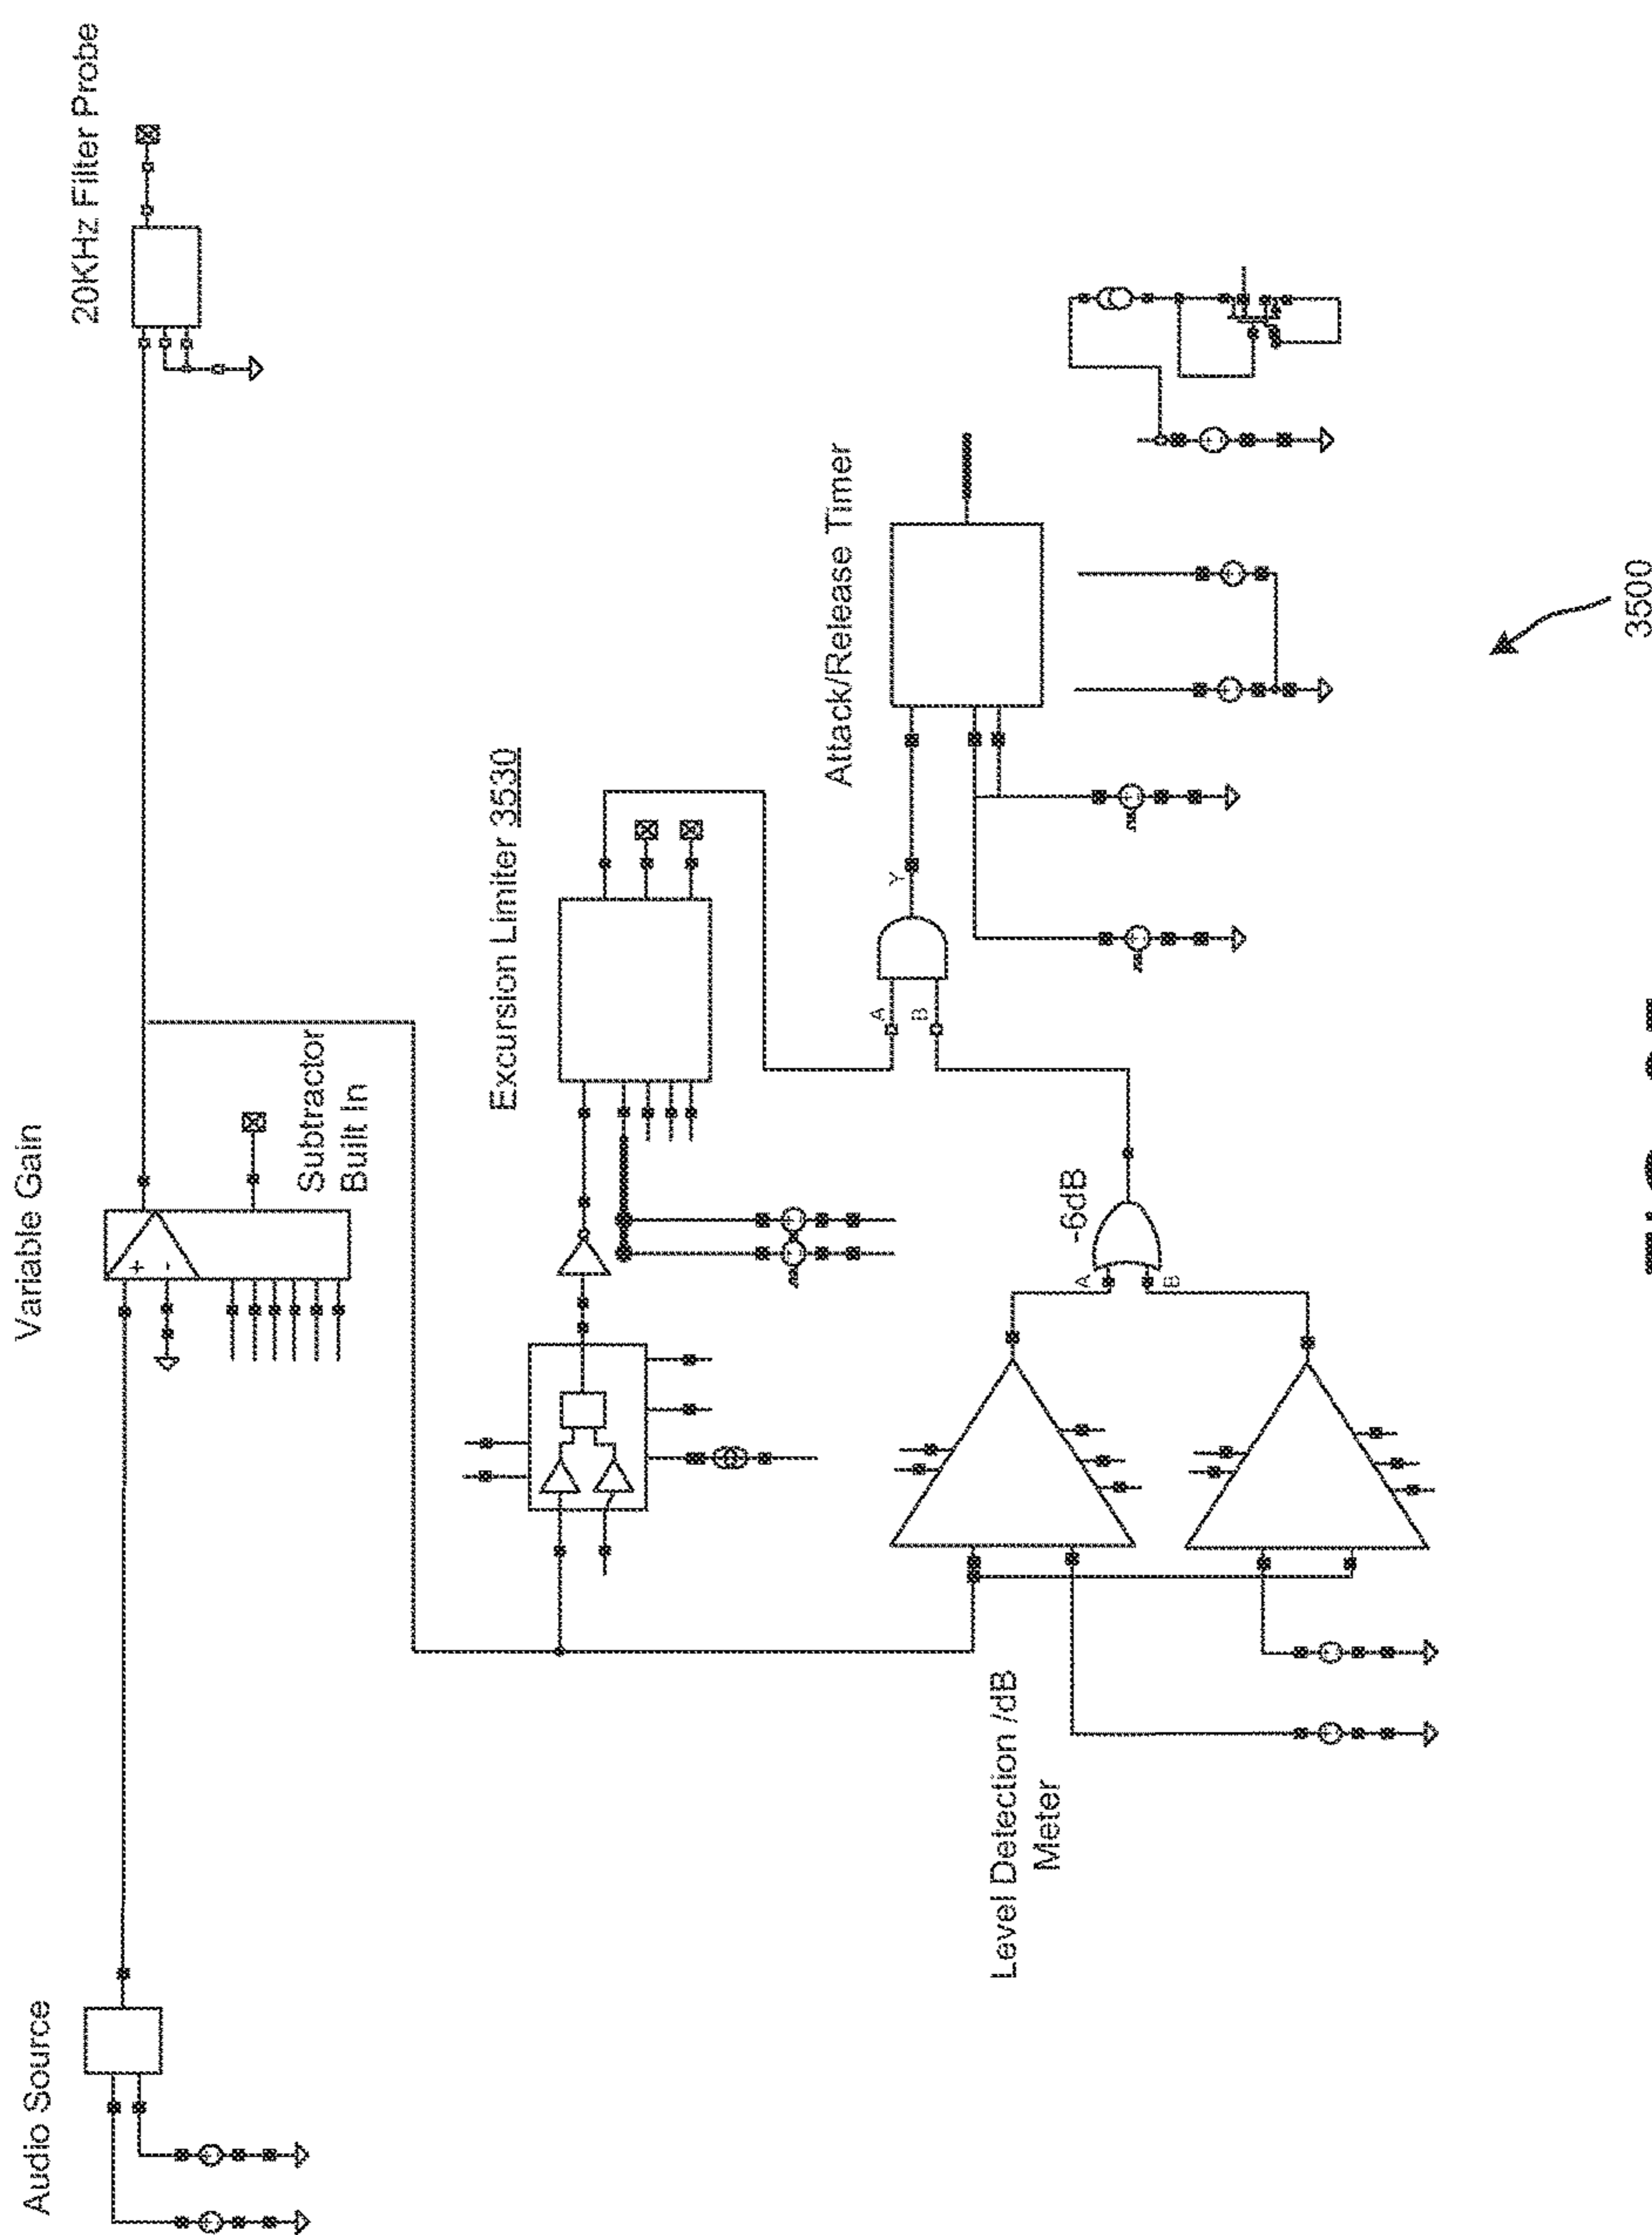 Audio Source
Variable Gain
20KHz Filter Probe
+
-
Subtractor
Built In
Excursion Limiter 3530
Attack/Release Timer
A
B
Y
-6dB
A
B
Level Detection /dB
Meter
3500